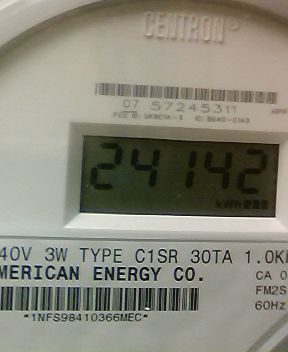 CENTRON®
07 57245311
24142
kWh
40V 3W TYPE C1SR 30TA 1.0K
MERICAN ENERGY CO.
CA 0
FM2S
60Hz
*1NFS98410366MEC*